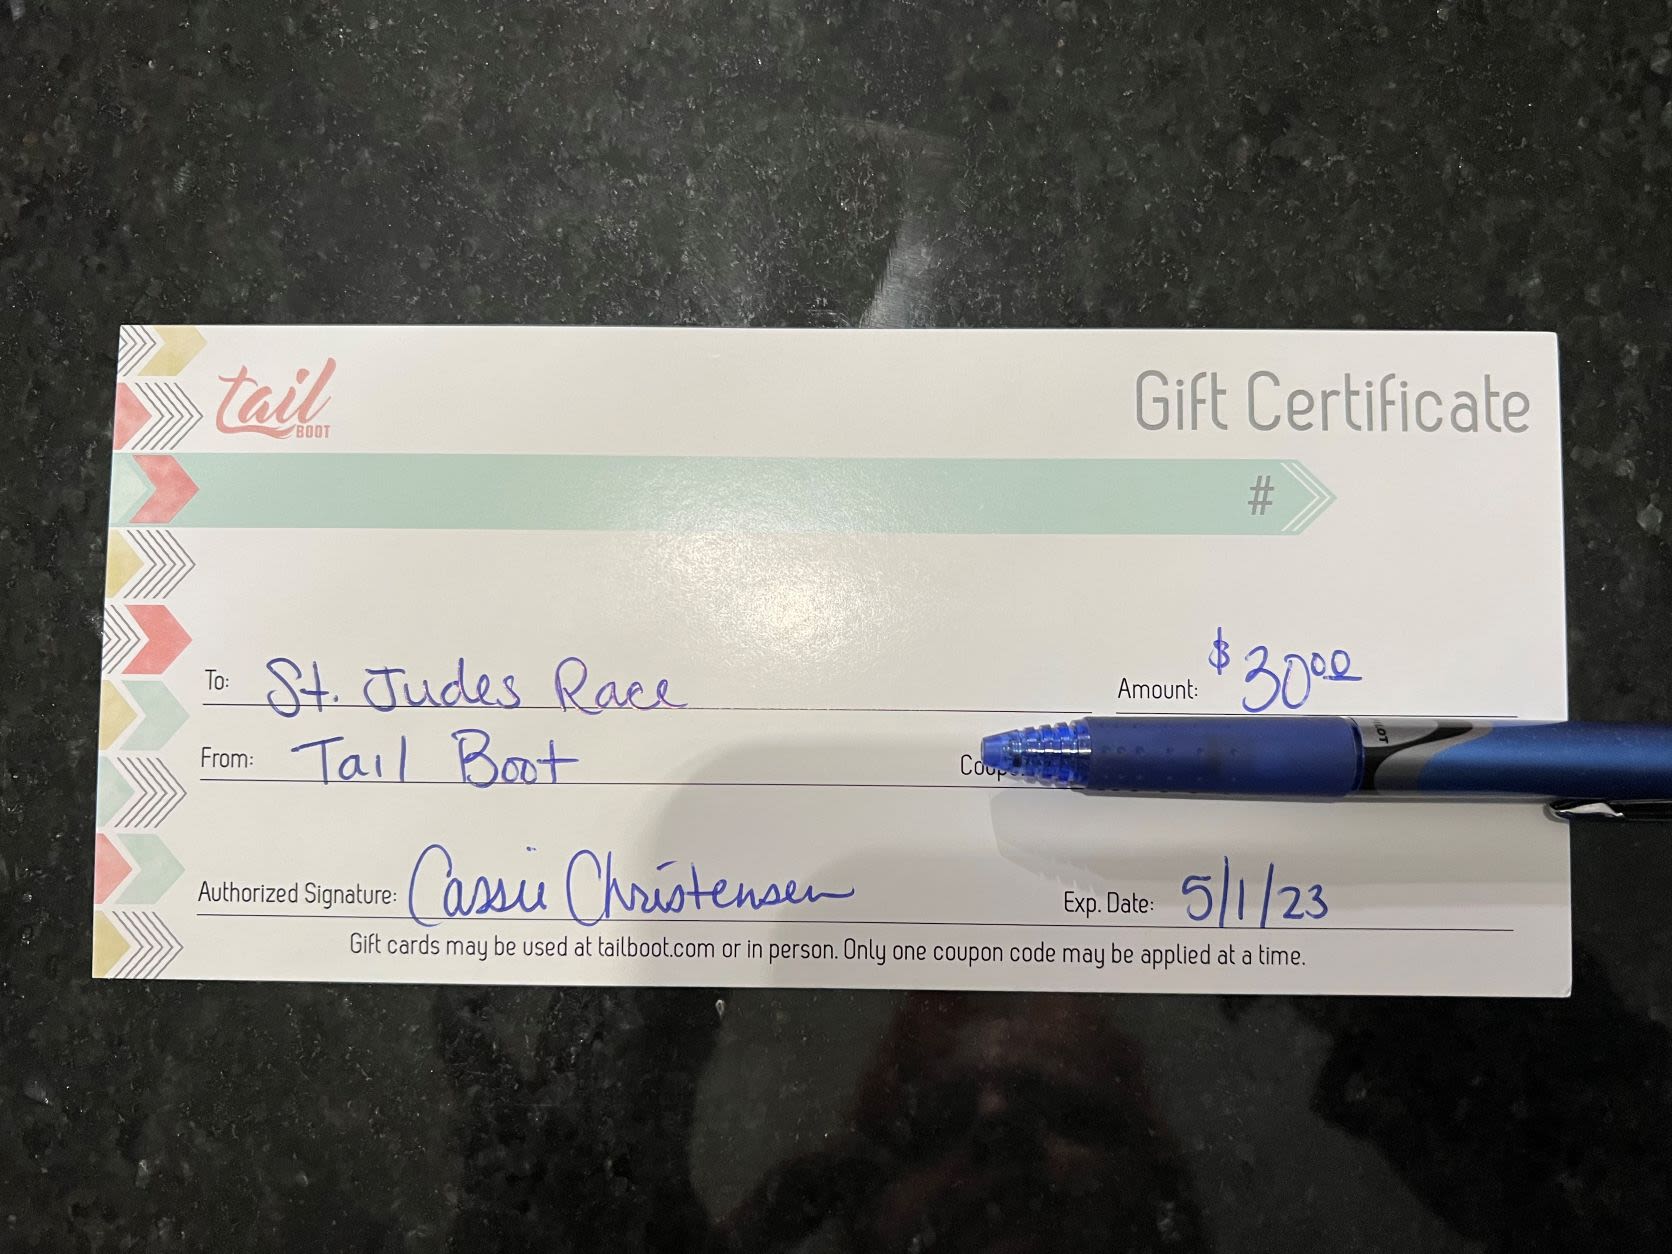 tail
BOOT
Gift Certificate
#
To: St. Judes Race
Amount: $30.00
From: Tail Boot
Authorized Signature: Cassie Christensen
Exp. Date: 5/1/23
Gift cards may be used at tailboot.com or in person. Only one coupon code may be applied at a time.